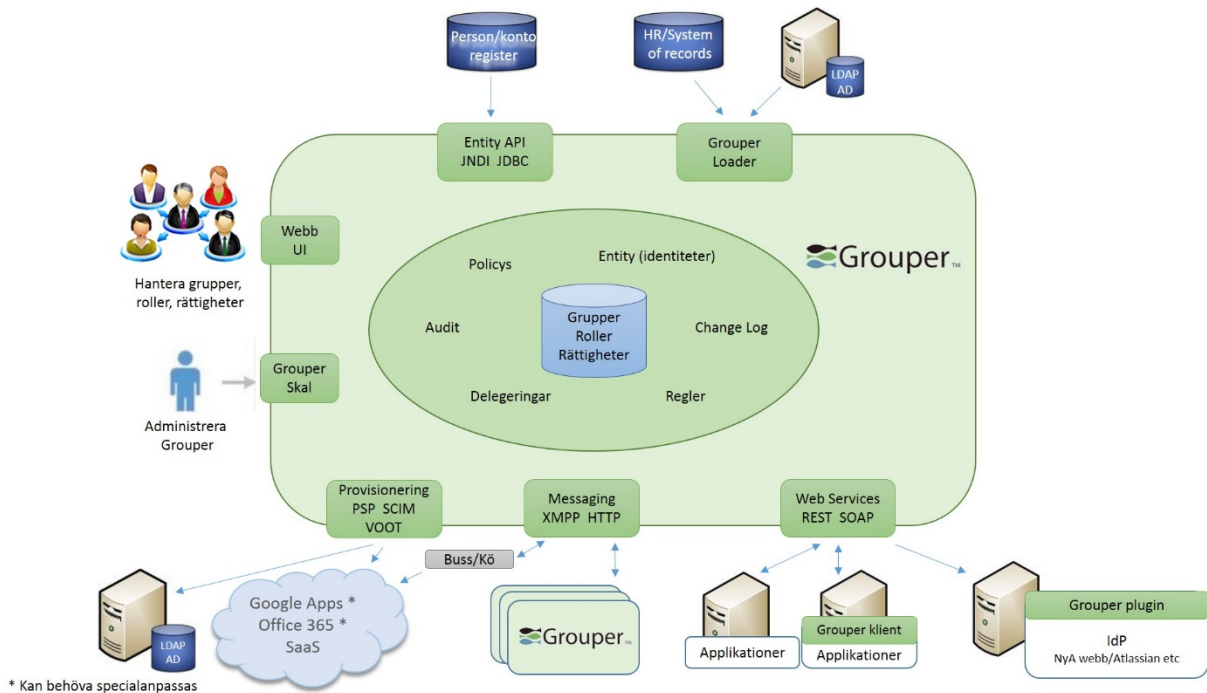 Person/konto
register
HR/System
of records
LDAP
AD
Entity API
JNDI JDBC
Grouper
Loader
Webb
UI
Hantera grupper,
roller, rättigheter
Policys
Entity (identiteter)
Grouper™
Audit
Grupper
Roller
Rättigheter
Change Log
Grouper
Skal
Delegeringar
Regler
Administrera
Grouper
Provisionering
PSP SCIM
VOOT
Messaging
XMPP HTTP
Web Services
REST SOAP
Buss/Kö
Google Apps *
Office 365 *
SaaS
LDAP
AD
Grouper™
Applikationer
Grouper klient
Applikationer
Grouper plugin
IdP
NyA webb/Atlassian etc
* Kan behöva specialanpassas